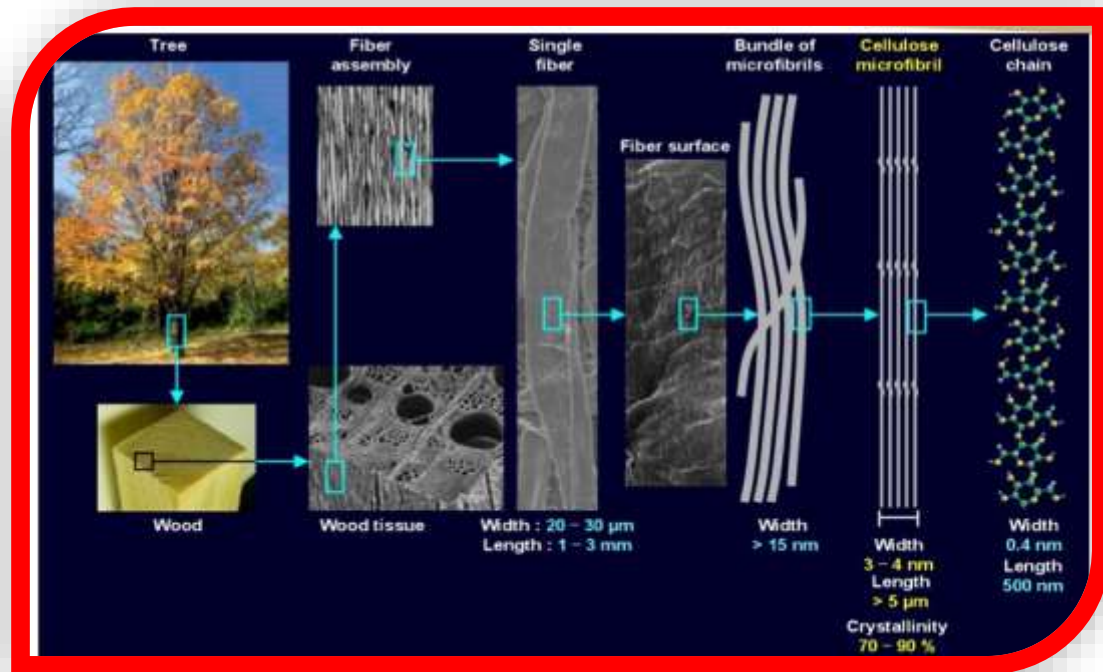 Tree
Fiber
assembly
Single
fiber
Bundle of
microfibrils
Cellulose
microfibril
Cellulose
chain
Fiber surface
Wood
Wood tissue
Width : 20 – 30 μm
Length : 1 – 3 mm
Width
> 15 nm
Width
3 – 4 nm
Length
> 5 μm
Crystallinity
70 – 90 %
Width
0.4 nm
Length
500 nm